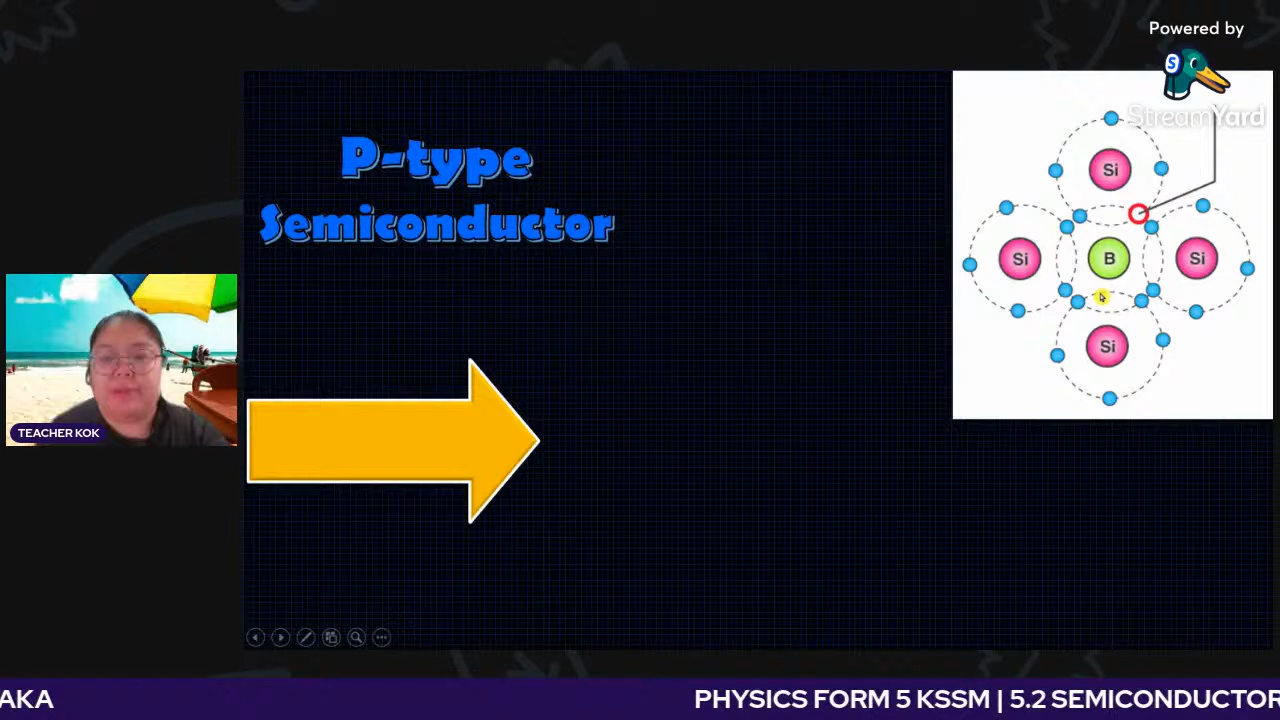 Powered by
S
StreamYard
P-type
Semiconductor
Si
Si
B
Si
Si
TEACHER KOK
AKA
PHYSICS FORM 5 KSSM | 5.2 SEMICONDUCTOR